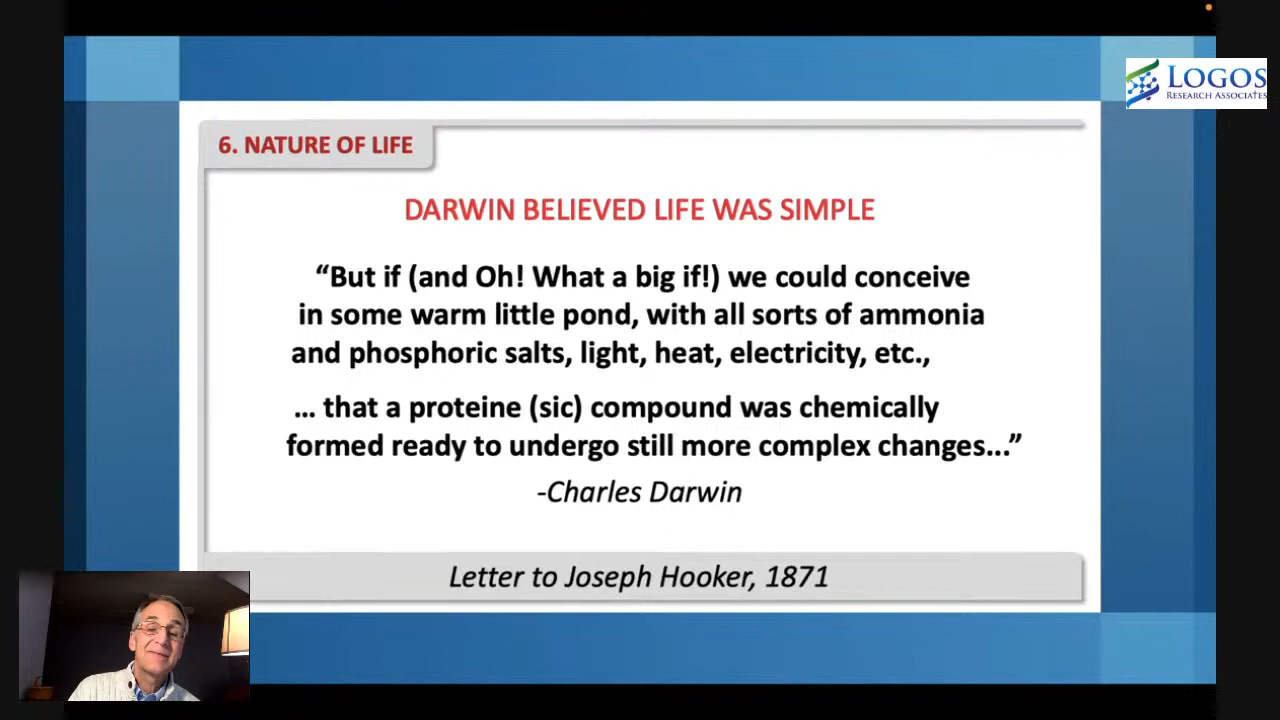 LOGOS
RESEARCH ASSOCIATES
6. NATURE OF LIFE
DARWIN BELIEVED LIFE WAS SIMPLE
“But if (and Oh! What a big if!) we could conceive
in some warm little pond, with all sorts of ammonia
and phosphoric salts, light, heat, electricity, etc.,
… that a proteine (sic) compound was chemically
formed ready to undergo still more complex changes...”
-Charles Darwin
Letter to Joseph Hooker, 1871